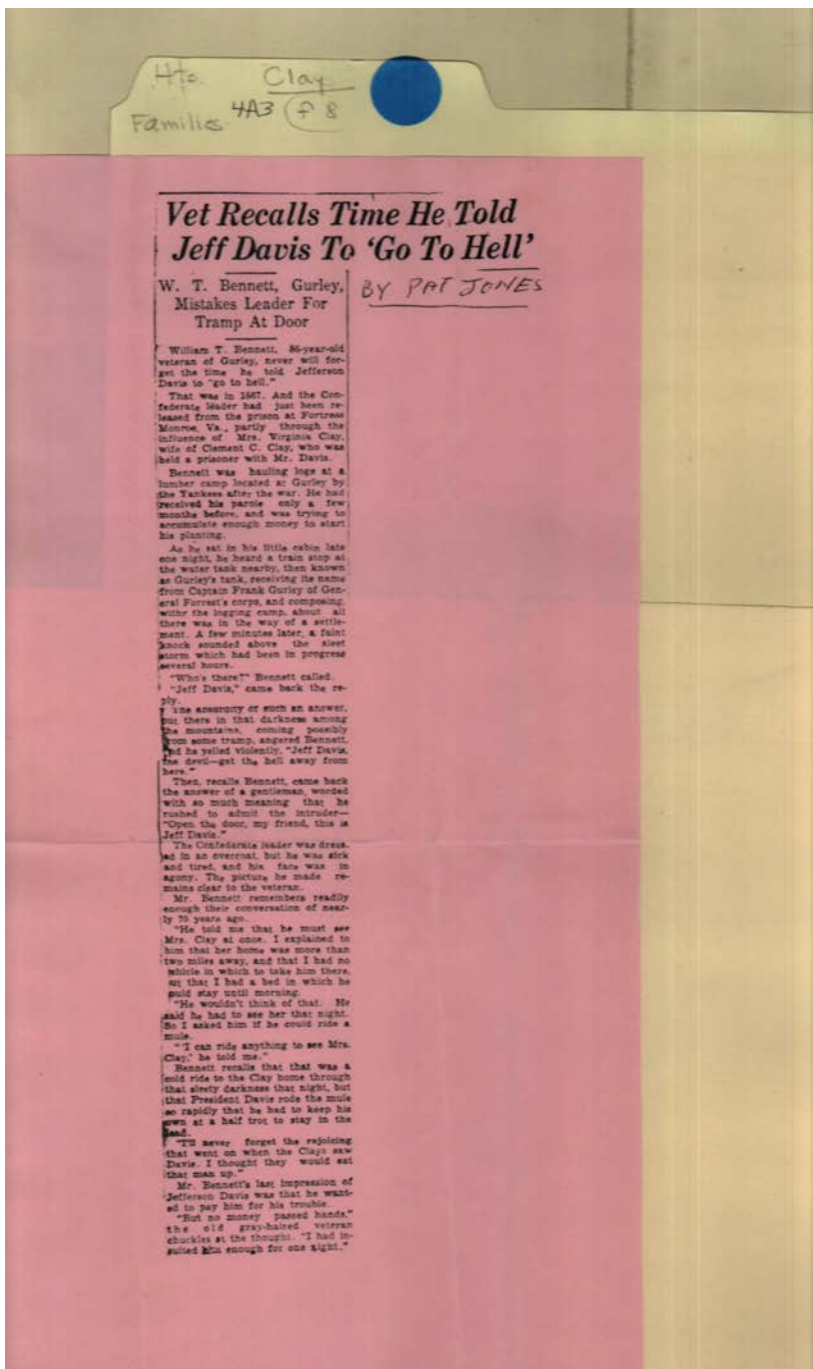 Hts. Clay
Families 4A3 f 8
Vet Recalls Time He Told
Jeff Davis To 'Go To Hell'
W. T. Bennett, Gurley,
Mistakes Leader For
Tramp At Door
BY PAT JONES
William T. Bennett, 86-year-old
veteran of Gurley, never will for-
get the time he told Jefferson
Davis to "go to hell."
That was in 1867. And the Con-
federate leader had just been re-
leased from the prison at Fortress
Monroe, Va., partly through the
influence of Mrs. Virginia Clay,
wife of Clement C. Clay, who was
held a prisoner with Mr. Davis.
Bennett was hauling logs at a
lumber camp located at Gurley by
the Yankees after the war. He had
received his parole only a few
months before, and was trying to
accumulate enough money to start
his planting.
As he sat in his little cabin late
one night, he heard a train stop at
the water tank nearby, then known
as Gurley's tank, receiving its name
from Captain Frank Gurley of Gen-
eral Forrest's corps, and composing,
withr the logging camp, about all
there was in the way of a settle-
ment. A few minutes later, a faint
knock sounded above the sleet
storm which had been in progress
several hours.
"Who's there?" Bennett called.
"Jeff Davis," came back the re-
ply.
The absurdity of such an answer,
out there in that darkness among
the mountains, coming possibly
from some tramp, angered Bennett,
and he yelled violently, "Jeff Davis,
the devil—get the hell away from
here."
Then, recalls Bennett, came back
the answer of a gentleman, worded
with so much meaning that he
rushed to admit the intruder—
"Open the door, my friend, this is
Jeff Davis."
The Confederate leader was dress-
ed in an overcoat, but he was sick
and tired, and his face was in
agony. The picture he made re-
mains clear to the veteran.
Mr. Bennett remembers readily
enough their conversation of near-
ly 70 years ago.
"He told me that he must see
Mrs. Clay at once. I explained to
him that her home was more than
two miles away, and that I had no
vehicle in which to take him there,
but that I had a bed in which he
could stay until morning.
"He wouldn't think of that. He
said he had to see her that night.
So I asked him if he could ride a
mule.
"'I can ride anything to see Mrs.
Clay,' he told me."
Bennett recalls that that was a
cold ride to the Clay home through
that sleety darkness that night, but
that President Davis rode the mule
so rapidly that he had to keep his
own at a half trot to stay in the
lead.
"I'll never forget the rejoicing
that went on when the Clays saw
Davis. I thought they would eat
that man up."
Mr. Bennett's last impression of
Jefferson Davis was that he want-
ed to pay him for his trouble.
"But no money passed hands,"
the old gray-haired veteran
chuckles at the thought. "I had in-
sulted him enough for one night."